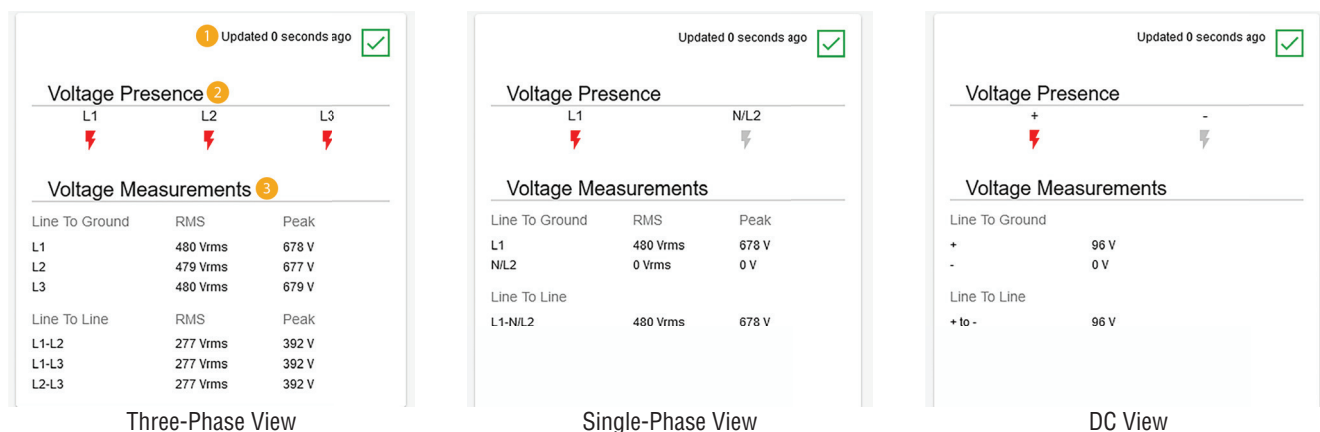 1 Updated 0 seconds ago
Voltage Presence 2
L1 L2 L3
Voltage Measurements 3
Line To Ground RMS Peak
L1 480 Vrms 678 V
L2 479 Vrms 677 V
L3 480 Vrms 679 V
Line To Line RMS Peak
L1-L2 277 Vrms 392 V
L1-L3 277 Vrms 392 V
L2-L3 277 Vrms 392 V
Three-Phase View
Updated 0 seconds ago
Voltage Presence
L1 N/L2
Voltage Measurements
Line To Ground RMS Peak
L1 480 Vrms 678 V
N/L2 0 Vrms 0 V
Line To Line
L1-N/L2 480 Vrms 678 V
Single-Phase View
Updated 0 seconds ago
Voltage Presence
+ -
Voltage Measurements
Line To Ground
+ 96 V
- 0 V
Line To Line
+ to - 96 V
DC View